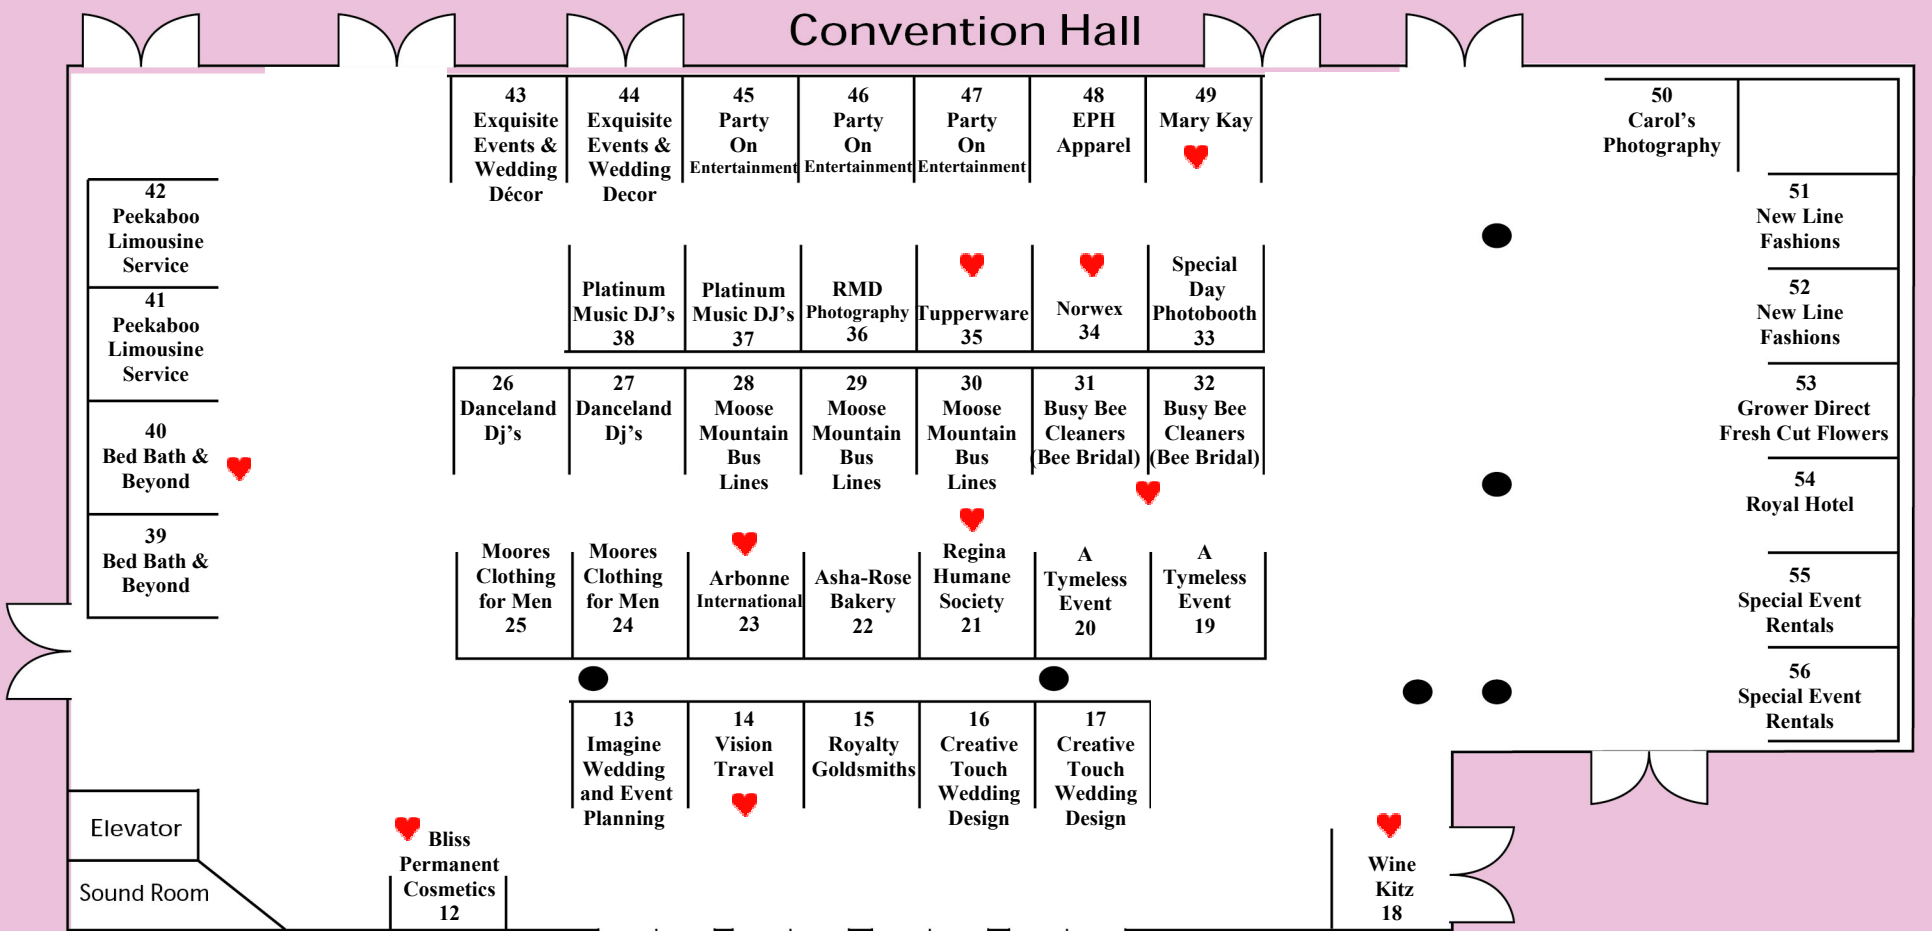 Convention Hall
43
Exquisite
Events &
Wedding
Décor
44
Exquisite
Events &
Wedding
Decor
45
Party
On
Entertainment
46
Party
On
Entertainment
47
Party
On
Entertainment
48
EPH
Apparel
49
Mary Kay
50
Carol's
Photography
42
Peekaboo
Limousine
Service
41
Peekaboo
Limousine
Service
40
Bed Bath &
Beyond
39
Bed Bath &
Beyond
Platinum
Music DJ's
38
Platinum
Music DJ's
37
RMD
Photography
36
Tupperware
35
Norwex
34
Special
Day
Photobooth
33
26
Danceland
Dj's
27
Danceland
Dj's
28
Moose
Mountain
Bus
Lines
29
Moose
Mountain
Bus
Lines
30
Moose
Mountain
Bus
Lines
31
Busy Bee
Cleaners
(Bee Bridal)
32
Busy Bee
Cleaners
(Bee Bridal)
Moores
Clothing
for Men
25
Moores
Clothing
for Men
24
Arbonne
International
23
Asha-Rose
Bakery
22
Regina
Humane
Society
21
A
Tymeless
Event
20
A
Tymeless
Event
19
51
New Line
Fashions
52
New Line
Fashions
53
Grower Direct
Fresh Cut Flowers
54
Royal Hotel
55
Special Event
Rentals
56
Special Event
Rentals
13
Imagine
Wedding
and Event
Planning
14
Vision
Travel
15
Royalty
Goldsmiths
16
Creative
Touch
Wedding
Design
17
Creative
Touch
Wedding
Design
Elevator
Sound Room
Bliss
Permanent
Cosmetics
12
Wine
Kitz
18